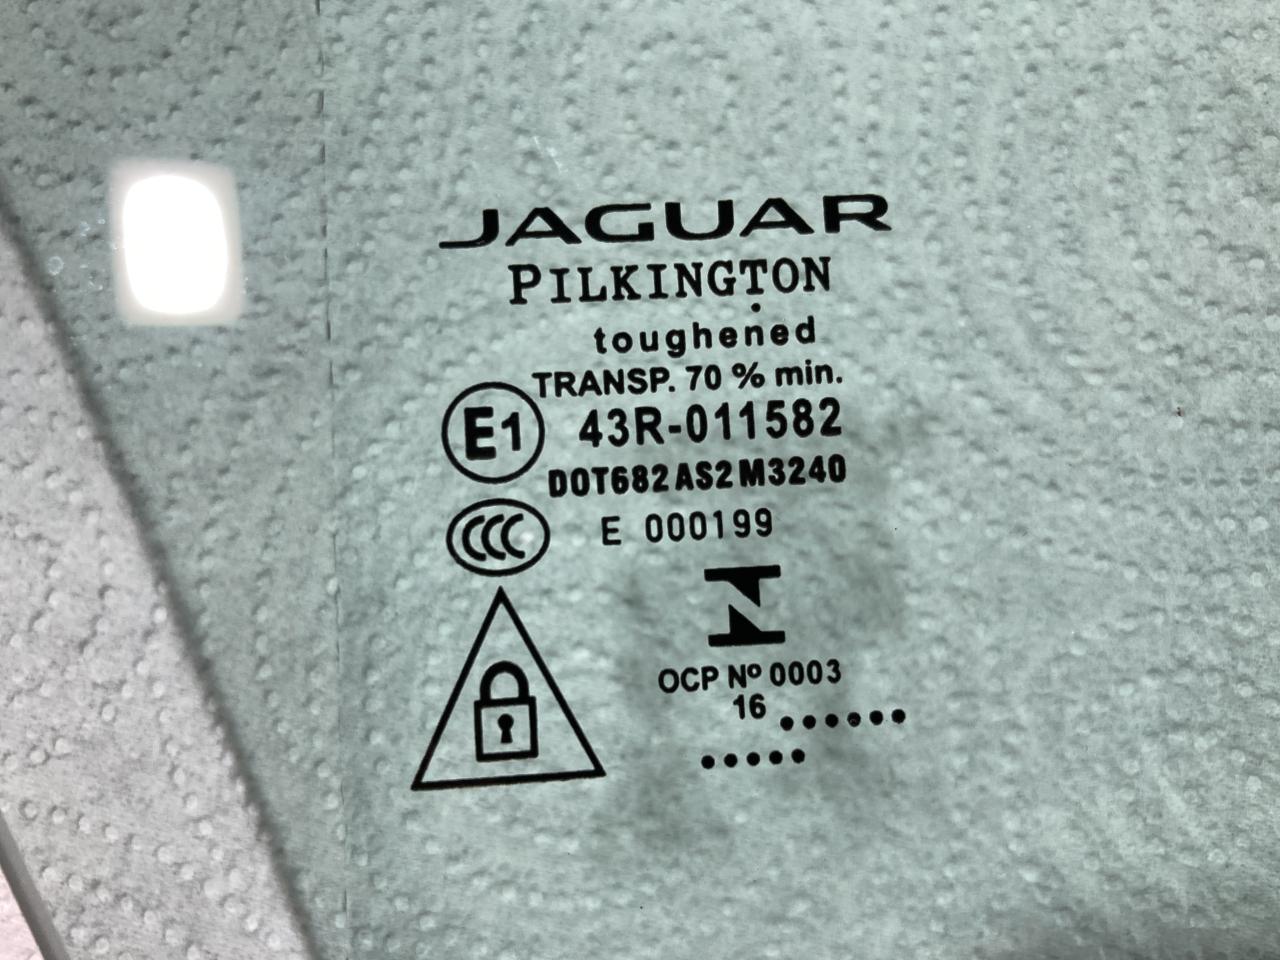 JAGUAR
PILKINGTON
toughened
TRANSP. 70 % min.
E1 43R-011582
DOT682 AS2 M3240
CCC E 000199
OCP Nº 0003
16